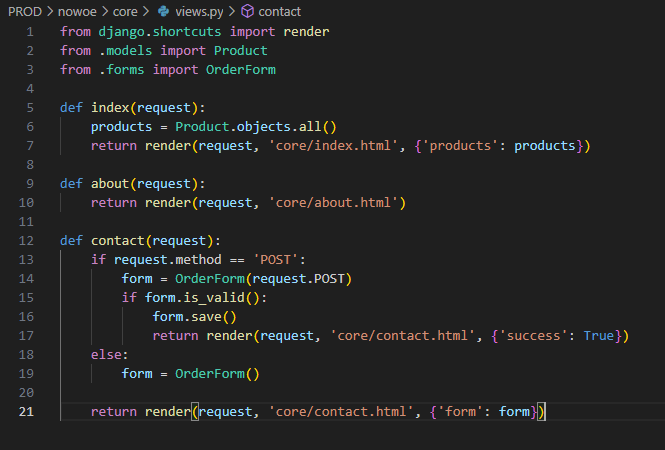 PROD > nowoe > core > views.py > contact
1 from django.shortcuts import render
2 from .models import Product
3 from .forms import OrderForm
4
5 def index(request):
6     products = Product.objects.all()
7     return render(request, 'core/index.html', {'products': products})
8
9 def about(request):
10     return render(request, 'core/about.html')
11
12 def contact(request):
13     if request.method == 'POST':
14         form = OrderForm(request.POST)
15         if form.is_valid():
16             form.save()
17             return render(request, 'core/contact.html', {'success': True})
18     else:
19         form = OrderForm()
20
21     return render(request, 'core/contact.html', {'form': form})